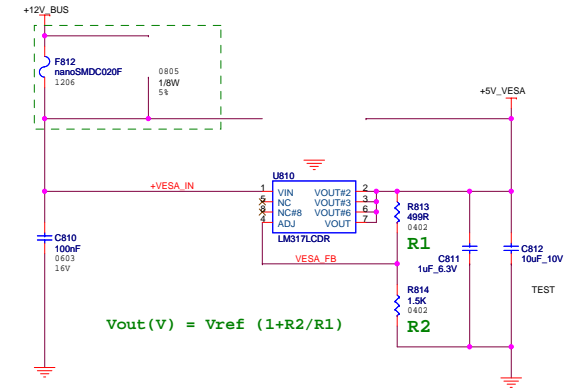 +12V_BUS
F812
nanoSMDC020F
1206
0805
1/8W
5%
+5V_VESA
U810
+VESA_IN
1 VIN VOUT#2 2
5 NC VOUT#3 3
8 NC#8 VOUT#6 6
4 ADJ VOUT 7
LM317LCDR
VESA_FB
R813
499R
0402
R1
C810
100nF
0603
16V
C811
1uF_6.3V
C812
10uF_10V
TEST
R814
1.5K
0402
R2
Vout(V) = Vref (1+R2/R1)